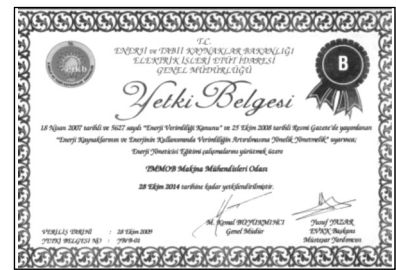 T.C.
ENERJİ ve TABİİ KAYNAKLAR BAKANLIĞI
ELEKTRİK İŞLERİ ETÜT İDARESİ
GENEL MÜDÜRLÜĞÜ
B
Yetki Belgesi
18 Nisan 2007 tarihli ve 5627 sayılı "Enerji Verimliliği Kanunu" ve 25 Ekim 2008 tarihli Resmi Gazete'de yayımlanan
"Enerji Kaynaklarının ve Enerjinin Kullanımında Verimliliğin Artırılmasına Yönelik Yönetmelik" uyarınca;
Enerji Yöneticisi Eğitimi çalışmalarını yürütmek üzere
TMMOB Makina Mühendisleri Odası
28 Ekim 2014 tarihine kadar yetkilendirilmiştir.
VERİLİŞ TARİHİ : 28 Ekim 2009
YETKİ BELGESİ NO : YBVB-01
M. Kemal BÜYÜKMIHCI
Genel Müdür
Yusuf YAZAR
EVKK Başkanı
Müsteşar Yardımcısı